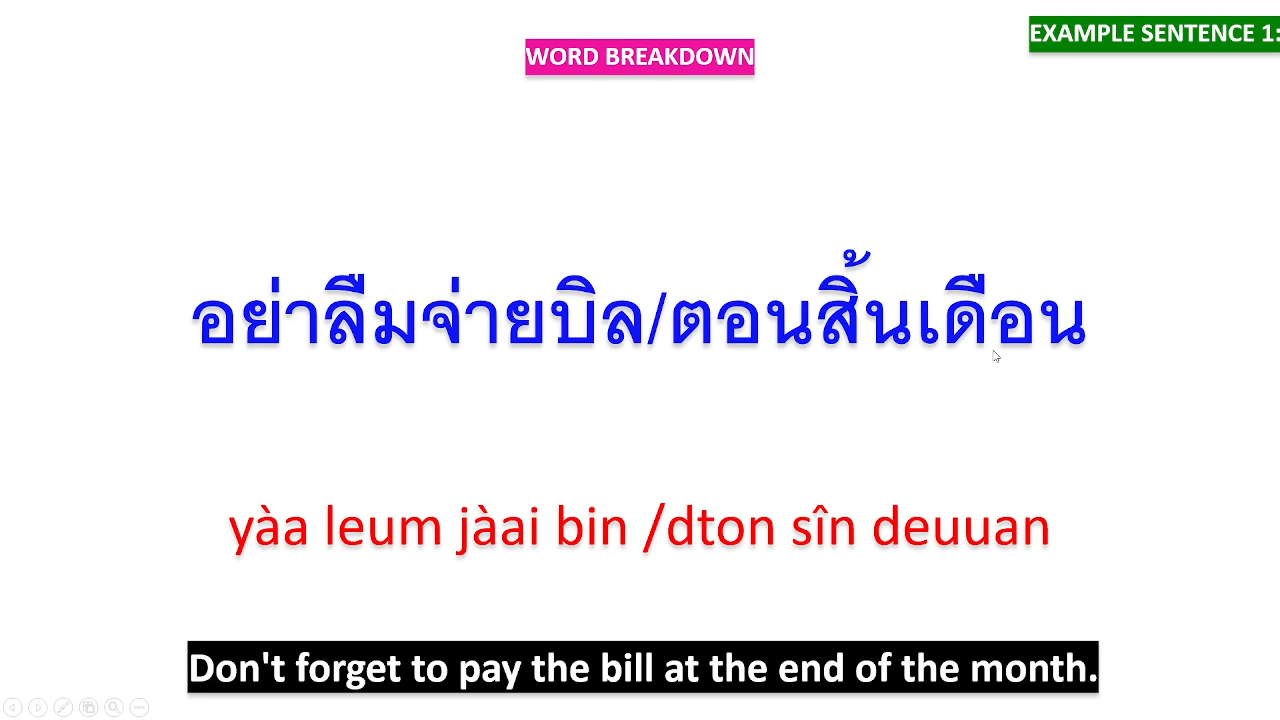 EXAMPLE SENTENCE 1:
WORD BREAKDOWN
อย่าลืมจ่ายบิล/ตอนสิ้นเดือน
yàa leum jàai bin /dton sîn deuuan
Don't forget to pay the bill at the end of the month.